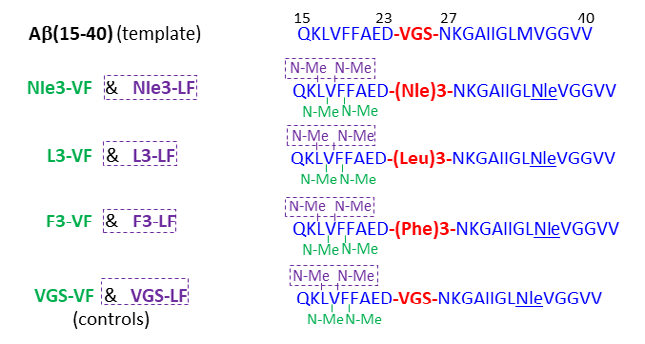 15 23 27 40
Aβ(15-40) (template) QKLVFFAED-VGS-NKGAIIGLMVGGVV
N-Me N-Me
Nle3-VF & Nle3-LF QKLVFFAED-(Nle)3-NKGAIIGLNleVGGVV
N-Me N-Me
N-Me N-Me
L3-VF & L3-LF QKLVFFAED-(Leu)3-NKGAIIGLNleVGGVV
N-Me N-Me
N-Me N-Me
F3-VF & F3-LF QKLVFFAED-(Phe)3-NKGAIIGLNleVGGVV
N-Me N-Me
N-Me N-Me
VGS-VF & VGS-LF QKLVFFAED-VGS-NKGAIIGLNleVGGVV
(controls) N-Me N-Me